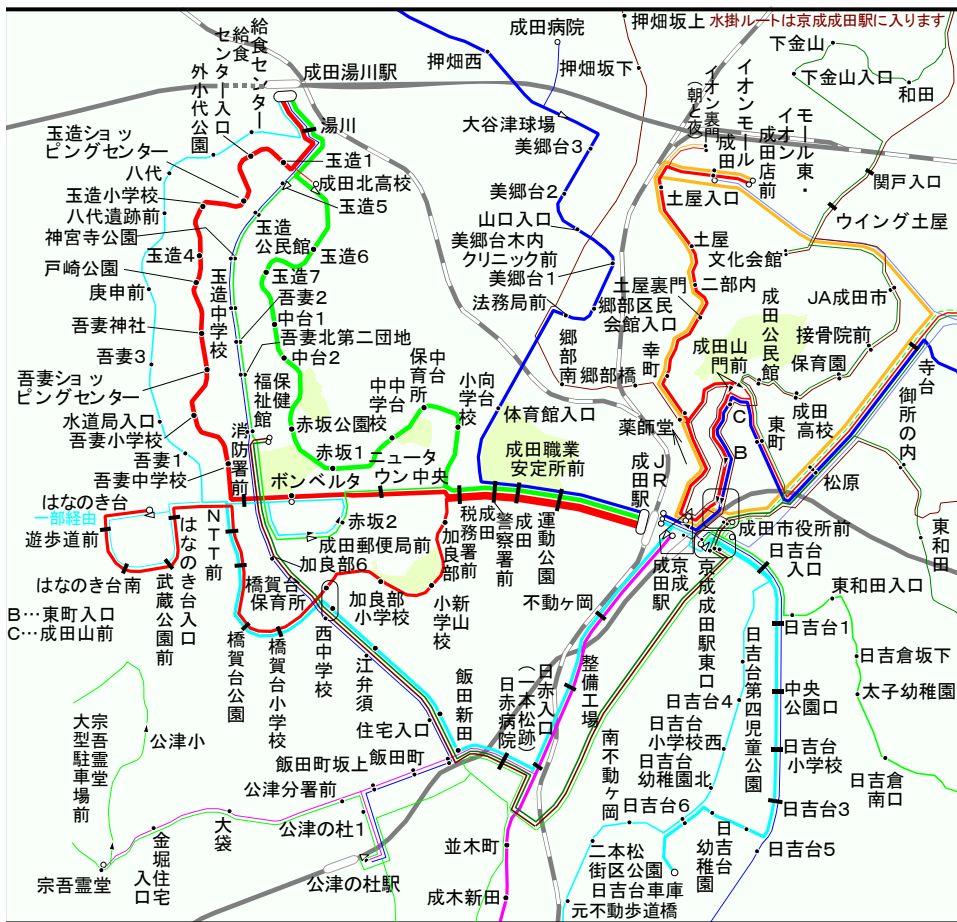 水掛ルートは京成成田駅に入ります
押畑坂上
成田病院
押畑西
押畑坂下
下金山
下金山入口
和田
給食センター
給食センター入口
外小代公園
成田湯川駅
湯川
玉造ショッ
ピングセンター
八代
玉造小学校
八代遺跡前
神宮寺公園
玉造4
戸崎公園
庚申前
吾妻神社
吾妻3
吾妻ショッ
ピングセンター
水道局入口
吾妻小学校
吾妻1
吾妻中学校
玉造1
成田北高校
玉造5
玉造
公民館
玉造6
玉造7
玉造中学校
吾妻2
中台1
吾妻北第二団地
中台2
保健
福祉館
消防署前
赤坂公園
赤坂1
中台
中学校
中台
保育所
向台
小学校
ニュータ
ウン中央
ボンベルタ
赤坂2
成田郵便局前
加良部6
大谷津球場
美郷台3
美郷台2
山口入口
美郷台木内
クリニック前
美郷台1
法務局前
郷部区民
会館入口
郷部南
郷部橋
体育館入口
成田職業
安定所前
成田
税務署前
成田
警察署前
運動公園
JR
成田駅
イオン裏門
(朝と夜)
イオンモール
成田
イオン
モール東・
成田店前
土屋入口
土屋
土屋裏門
二部内
幸町
薬師堂
文化会館
ウイング土屋
関戸入口
JA成田市
接骨院前
保育園
成田
公民館
成田山
門前
成田
高校
東町
松原
寺台
御所の内
東和田
C
B
成田市役所前
京成
成田駅
京成成田駅東口
日吉台
入口
東和田入口
日吉台1
日吉倉坂下
太子幼稚園
日吉倉
南口
中央
公園口
日吉台
小学校
日吉台3
日吉台5
日吉台第四児童公園
日吉台4
日吉台
小学校西
日吉台
幼稚園北
日吉台6
日吉台
幼稚園
二本松
街区公園
日吉台車庫
元不動歩道橋
南不動ヶ岡
不動ヶ岡
整備工場
日赤入口
(一本松跡)
日赤病院
飯田新田
住宅入口
江弁須
西中学校
加良部
小学校
新山
小学校
加良部
橋賀台
保育所
橋賀台小学校
橋賀台公園
NTT前
はなのき台入口
武蔵公園前
はなのき台
一部経由
遊歩道前
はなのき台南
B…東町入口
C…成田山前
飯田町
飯田町坂上
公津分署前
公津の杜1
公津の杜駅
大袋
金堀住宅
入口
宗吾霊堂
宗吾霊堂
大型駐車場前
公津小
並木町
成木新田